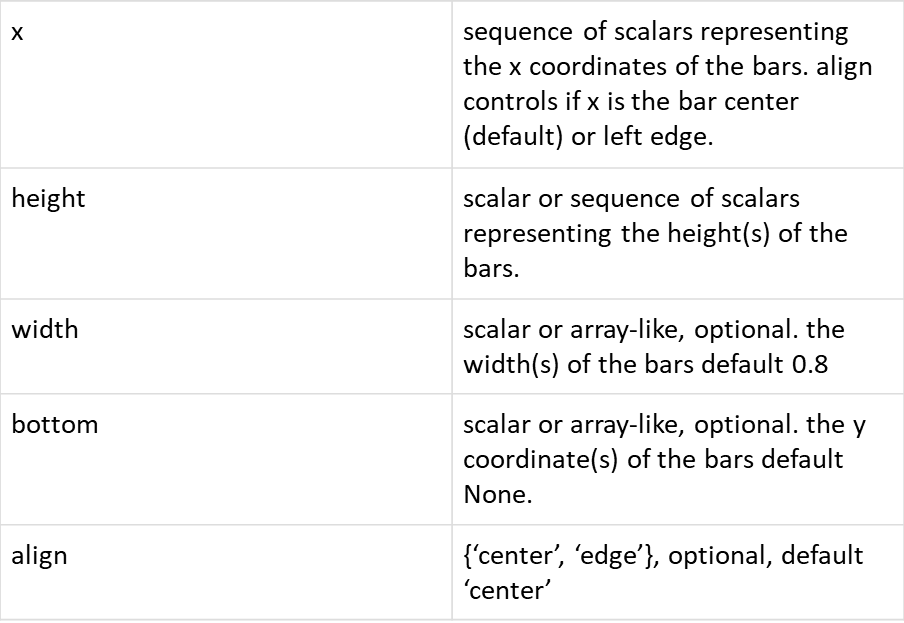 x
sequence of scalars representing
the x coordinates of the bars. align
controls if x is the bar center
(default) or left edge.
height
scalar or sequence of scalars
representing the height(s) of the
bars.
width
scalar or array-like, optional. the
width(s) of the bars default 0.8
bottom
scalar or array-like, optional. the y
coordinate(s) of the bars default
None.
align
{‘center’, ‘edge’}, optional, default
‘center’